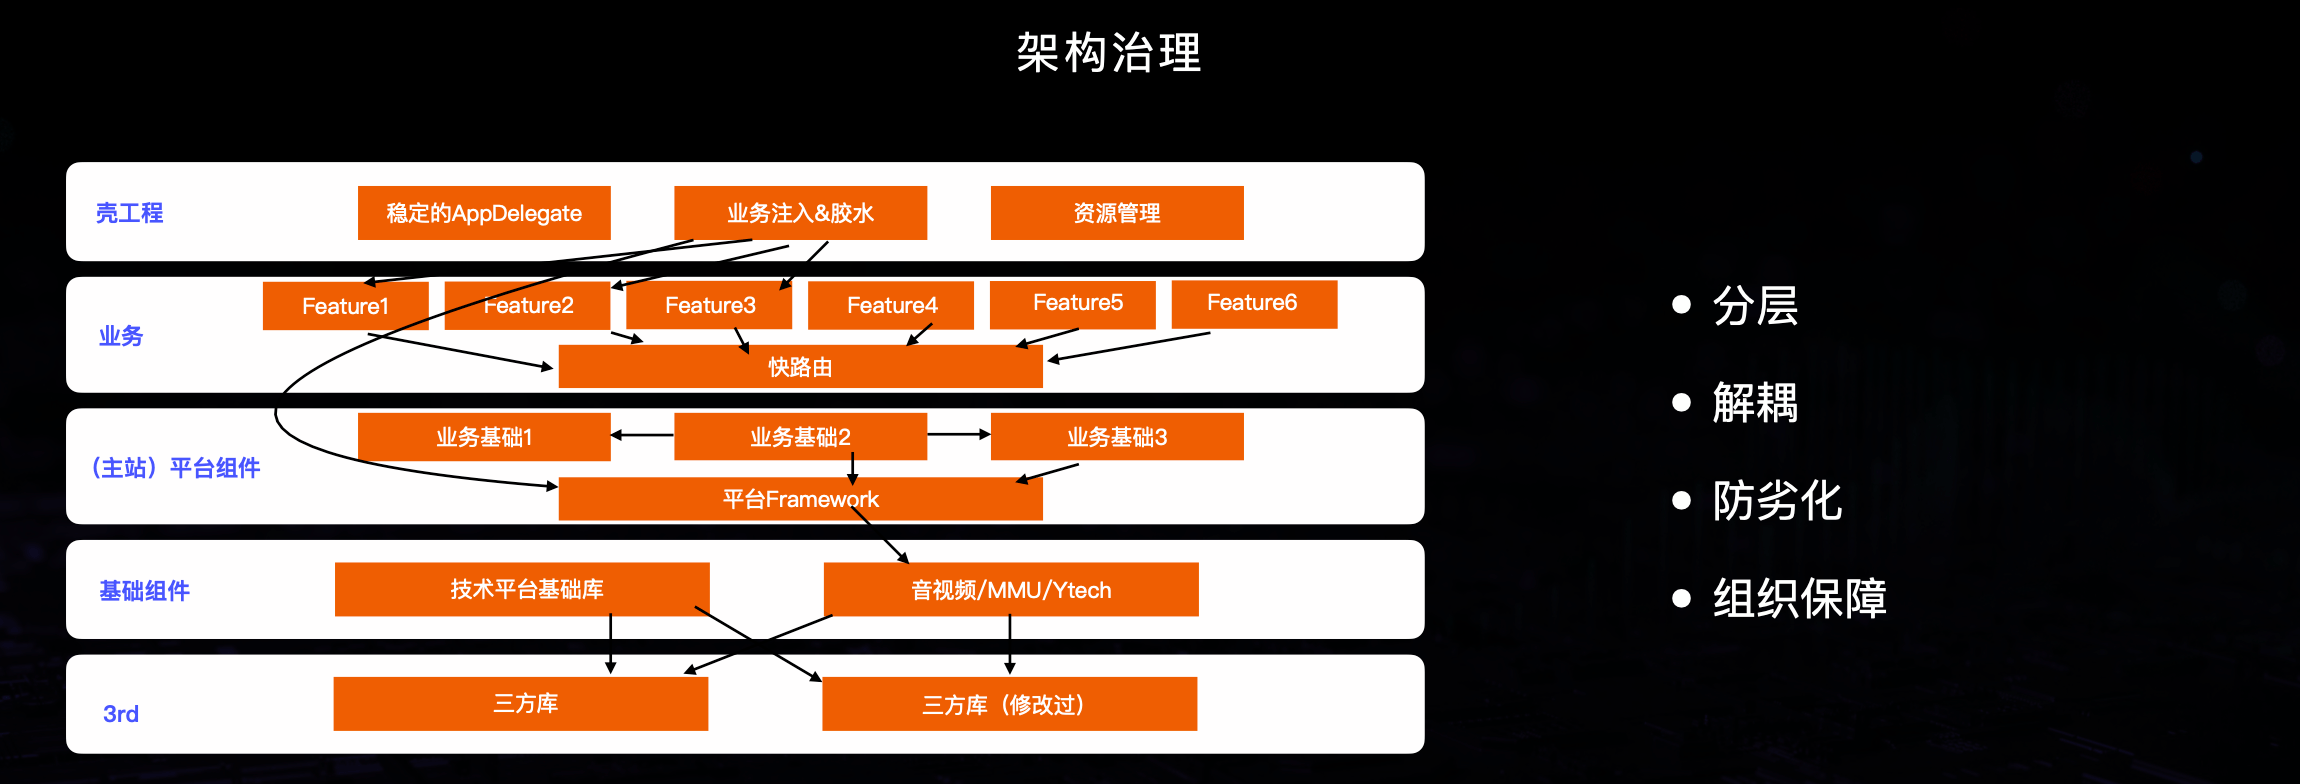 架构治理
壳工程
稳定的AppDelegate
业务注入&胶水
资源管理
业务
Feature1
Feature2
Feature3
Feature4
Feature5
Feature6
快路由
（主站）平台组件
业务基础1
业务基础2
业务基础3
平台Framework
基础组件
技术平台基础库
音视频/MMU/Ytech
3rd
三方库
三方库（修改过）
• 分层
• 解耦
• 防劣化
• 组织保障